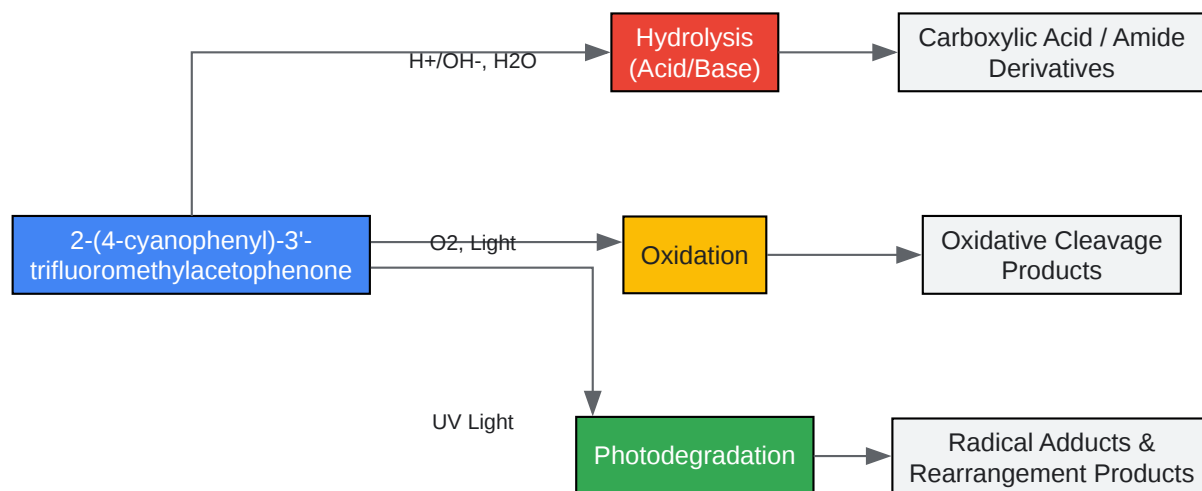 H+/OH-, H2O
Hydrolysis
(Acid/Base)
Carboxylic Acid / Amide
Derivatives
2-(4-cyanophenyl)-3'-
trifluoromethylacetophenone
O2, Light
Oxidation
Oxidative Cleavage
Products
UV Light
Photodegradation
Radical Adducts &
Rearrangement Products